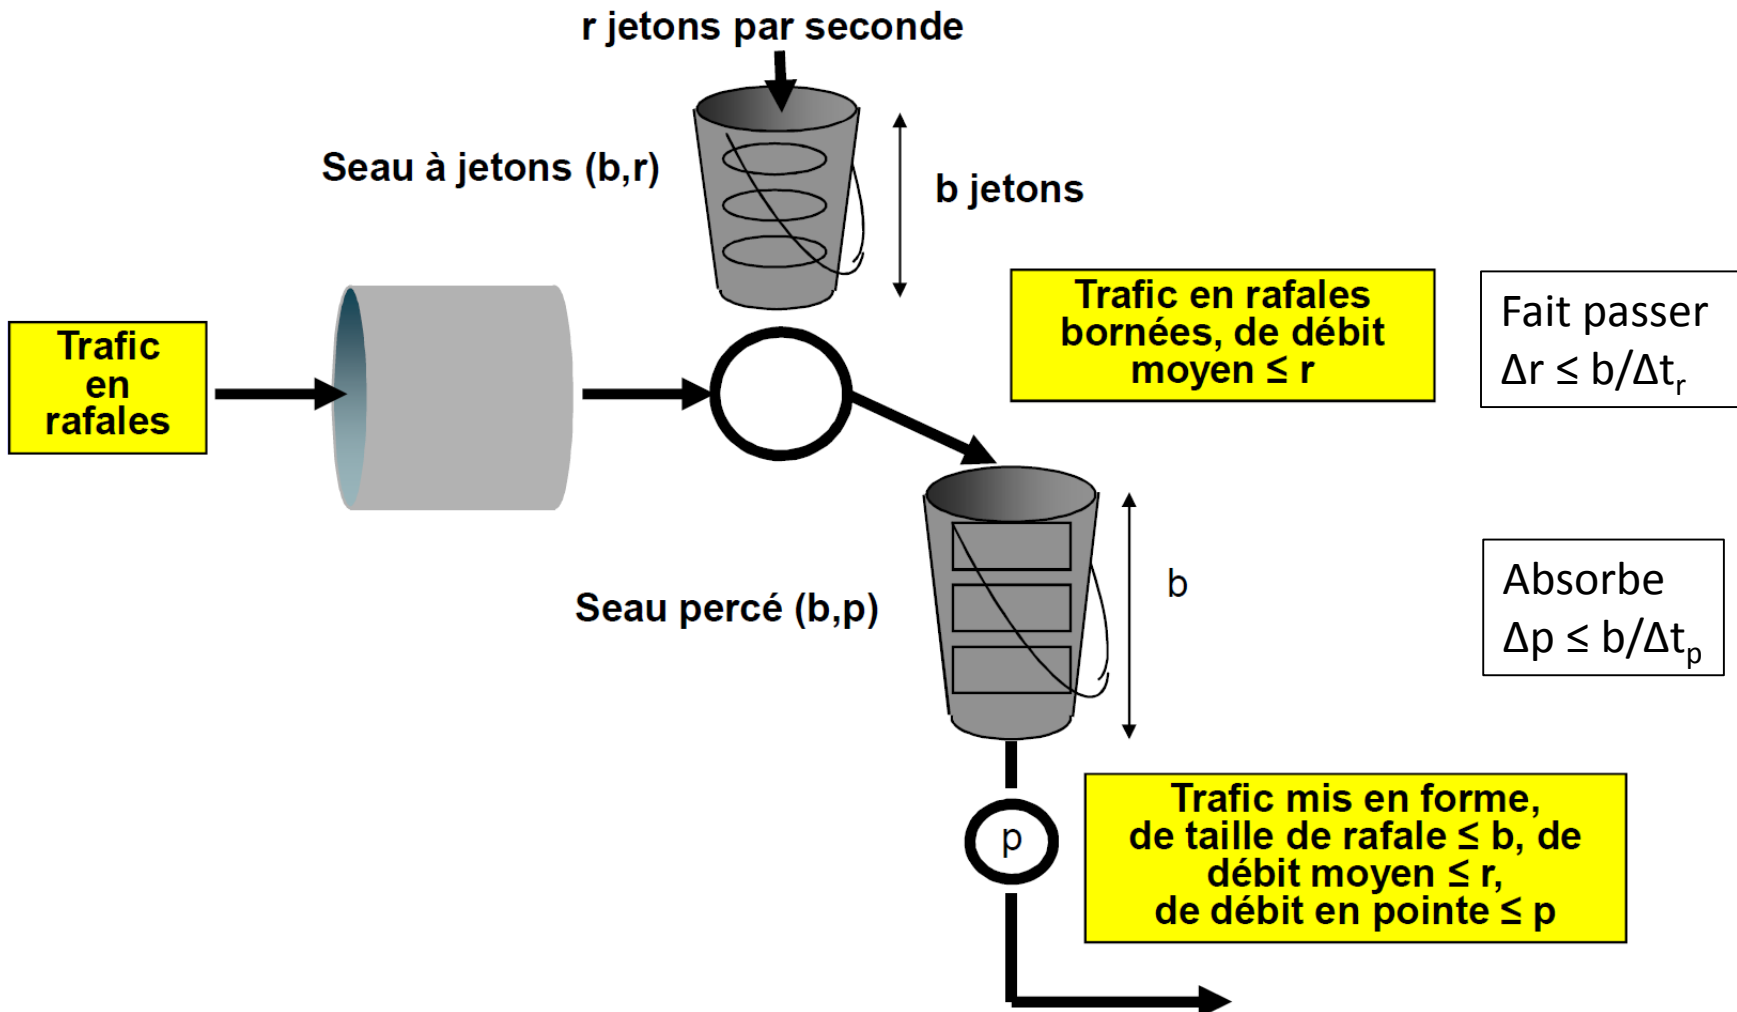 r jetons par seconde
Seau à jetons (b,r)
b jetons
Trafic
en
rafales
Trafic en rafales
bornées, de débit
moyen ≤ r
Fait passer
Δr ≤ b/Δtᵣ
Seau percé (b,p)
b
Absorbe
Δp ≤ b/Δtₚ
p
Trafic mis en forme,
de taille de rafale ≤ b, de
débit moyen ≤ r,
de débit en pointe ≤ p